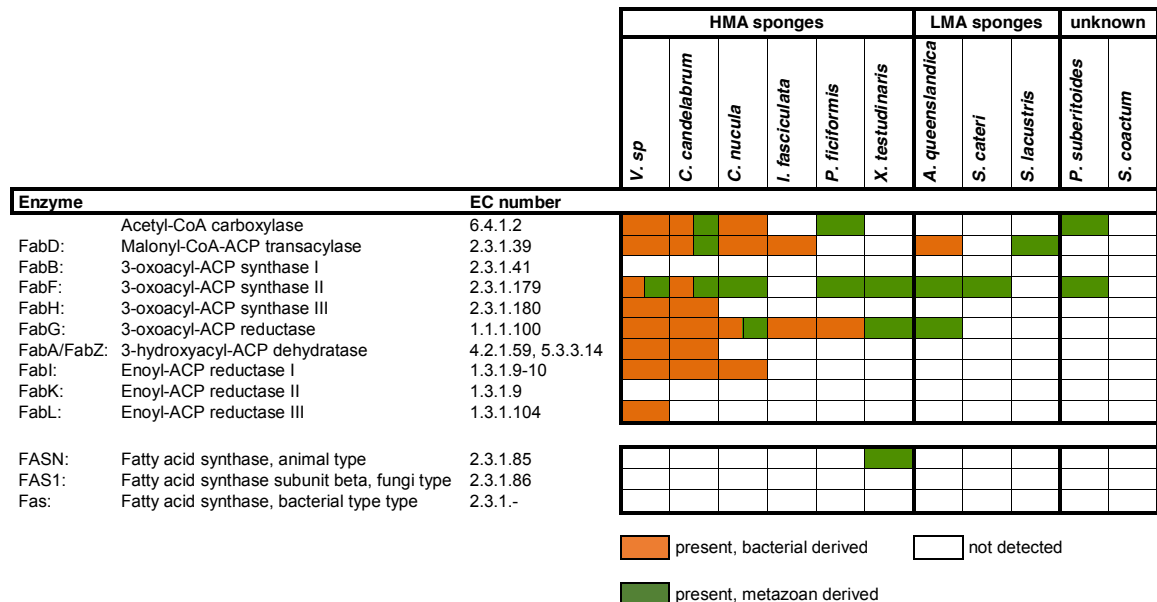 HMA sponges LMA sponges unknown
V. sp C. candelabrum C. nucula I. fasciculata P. ficiformis X. testudinaris A. queenslandica S. cateri S. lacustris P. suberitoides S. coactum
Enzyme EC number
Acetyl-CoA carboxylase 6.4.1.2
FabD: Malonyl-CoA-ACP transacylase 2.3.1.39
FabB: 3-oxoacyl-ACP synthase I 2.3.1.41
FabF: 3-oxoacyl-ACP synthase II 2.3.1.179
FabH: 3-oxoacyl-ACP synthase III 2.3.1.180
FabG: 3-oxoacyl-ACP reductase 1.1.1.100
FabA/FabZ: 3-hydroxyacyl-ACP dehydratase 4.2.1.59, 5.3.3.14
FabI: Enoyl-ACP reductase I 1.3.1.9-10
FabK: Enoyl-ACP reductase II 1.3.1.9
FabL: Enoyl-ACP reductase III 1.3.1.104
FASN: Fatty acid synthase, animal type 2.3.1.85
FAS1: Fatty acid synthase subunit beta, fungi type 2.3.1.86
Fas: Fatty acid synthase, bacterial type type 2.3.1.-
present, bacterial derived not detected
present, metazoan derived